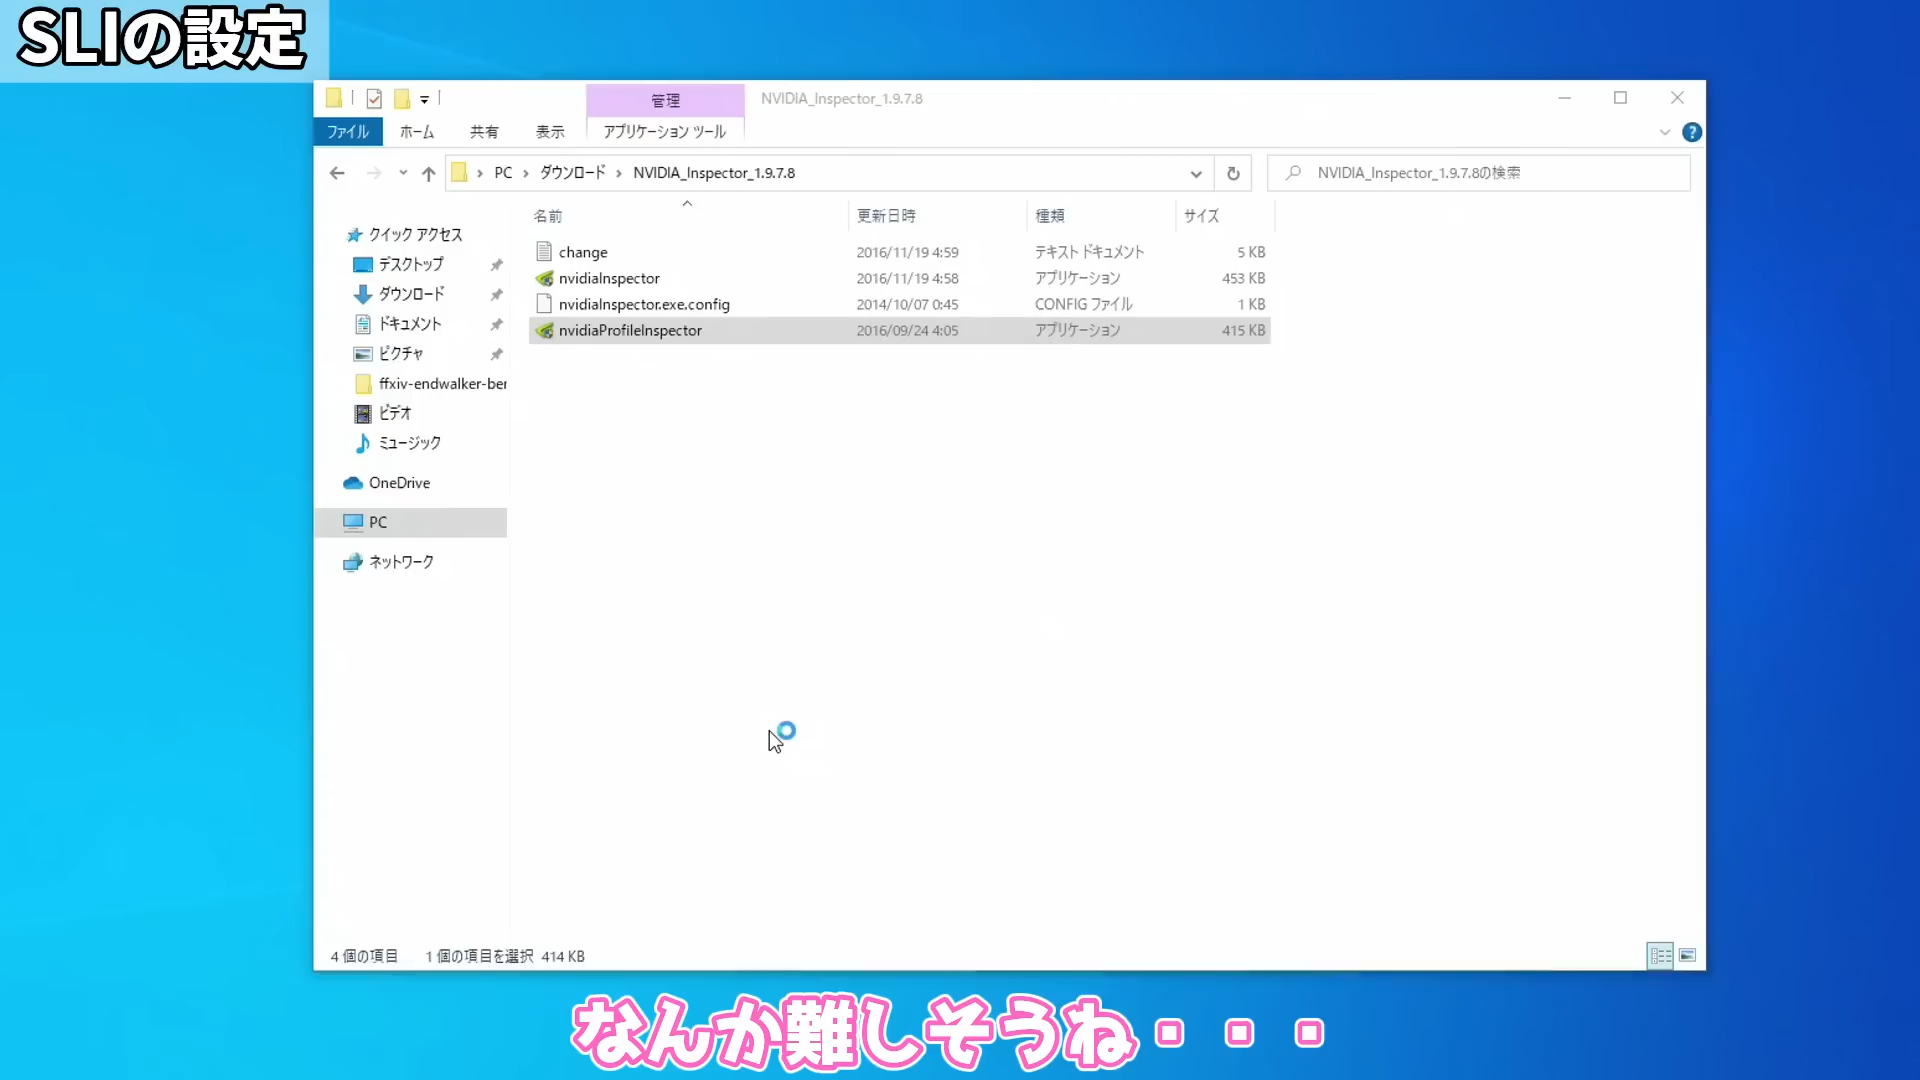 SLIの設定
管理
NVIDIA_Inspector_1.9.7.8
ファイル
ホーム
共有
表示
アプリケーション ツール
PC
ダウンロード
NVIDIA_Inspector_1.9.7.8
NVIDIA_Inspector_1.9.7.8の検索
名前
更新日時
種類
サイズ
クイック アクセス
デスクトップ
ダウンロード
ドキュメント
ピクチャ
ffxiv-endwalker-ber
ビデオ
ミュージック
OneDrive
PC
ネットワーク
change 2016/11/19 4:59 テキスト ドキュメント 5 KB
nvidiaInspector 2016/11/19 4:58 アプリケーション 453 KB
nvidiaInspector.exe.config 2014/10/07 0:45 CONFIG ファイル 1 KB
nvidiaProfileInspector 2016/09/24 4:05 アプリケーション 415 KB
4 個の項目
1 個の項目を選択 414 KB
なんか難しそうね・・・